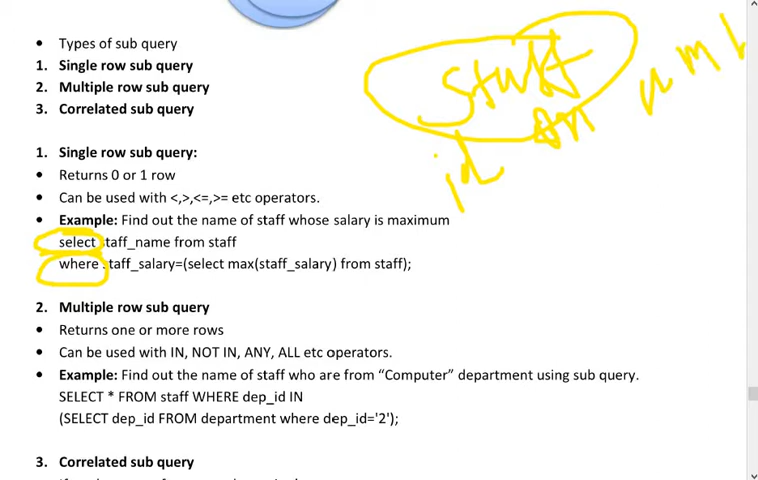 • Types of sub query
1. Single row sub query
2. Multiple row sub query
3. Correlated sub query
staff
id
1. Single row sub query:
• Returns 0 or 1 row
• Can be used with <,>,<=,>= etc operators.
• Example: Find out the name of staff whose salary is maximum
select staff_name from staff
where staff_salary=(select max(staff_salary) from staff);
2. Multiple row sub query
• Returns one or more rows
• Can be used with IN, NOT IN, ANY, ALL etc operators.
• Example: Find out the name of staff who are from “Computer” department using sub query.
SELECT * FROM staff WHERE dep_id IN
(SELECT dep_id FROM department where dep_id='2');
3. Correlated sub query